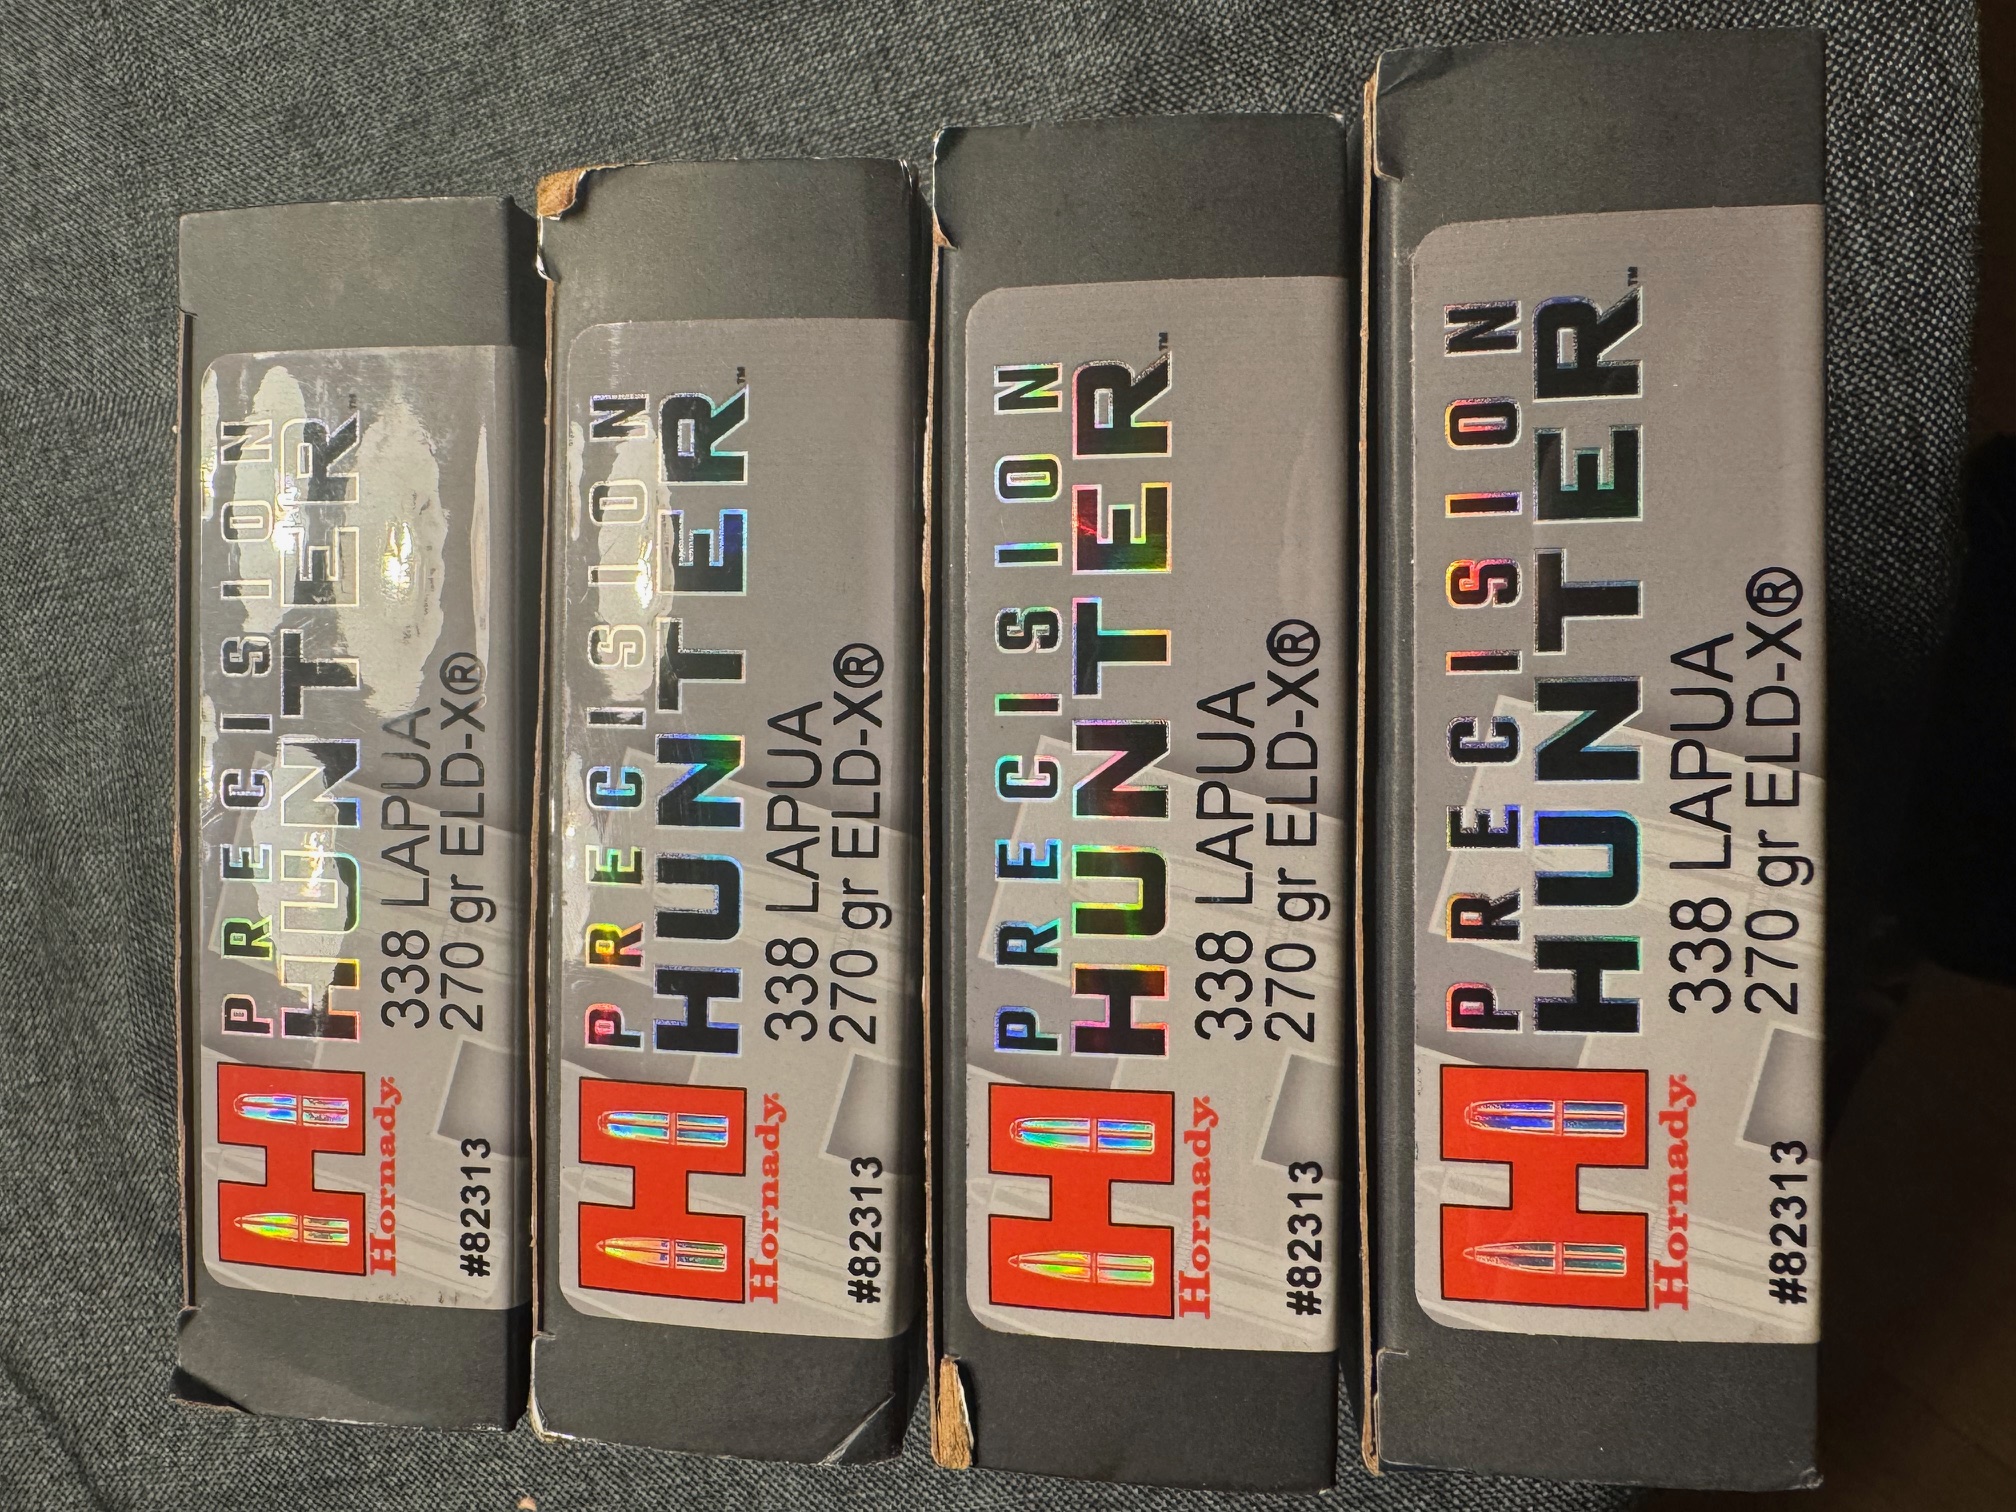 PRECISION
HUNTER™
338 LAPUA
270 gr ELD-X®
Hornady.
#82313
PRECISION
HUNTER™
338 LAPUA
270 gr ELD-X®
Hornady.
#82313
PRECISION
HUNTER™
338 LAPUA
270 gr ELD-X®
Hornady.
#82313
PRECISION
HUNTER™
338 LAPUA
270 gr ELD-X®
Hornady.
#82313